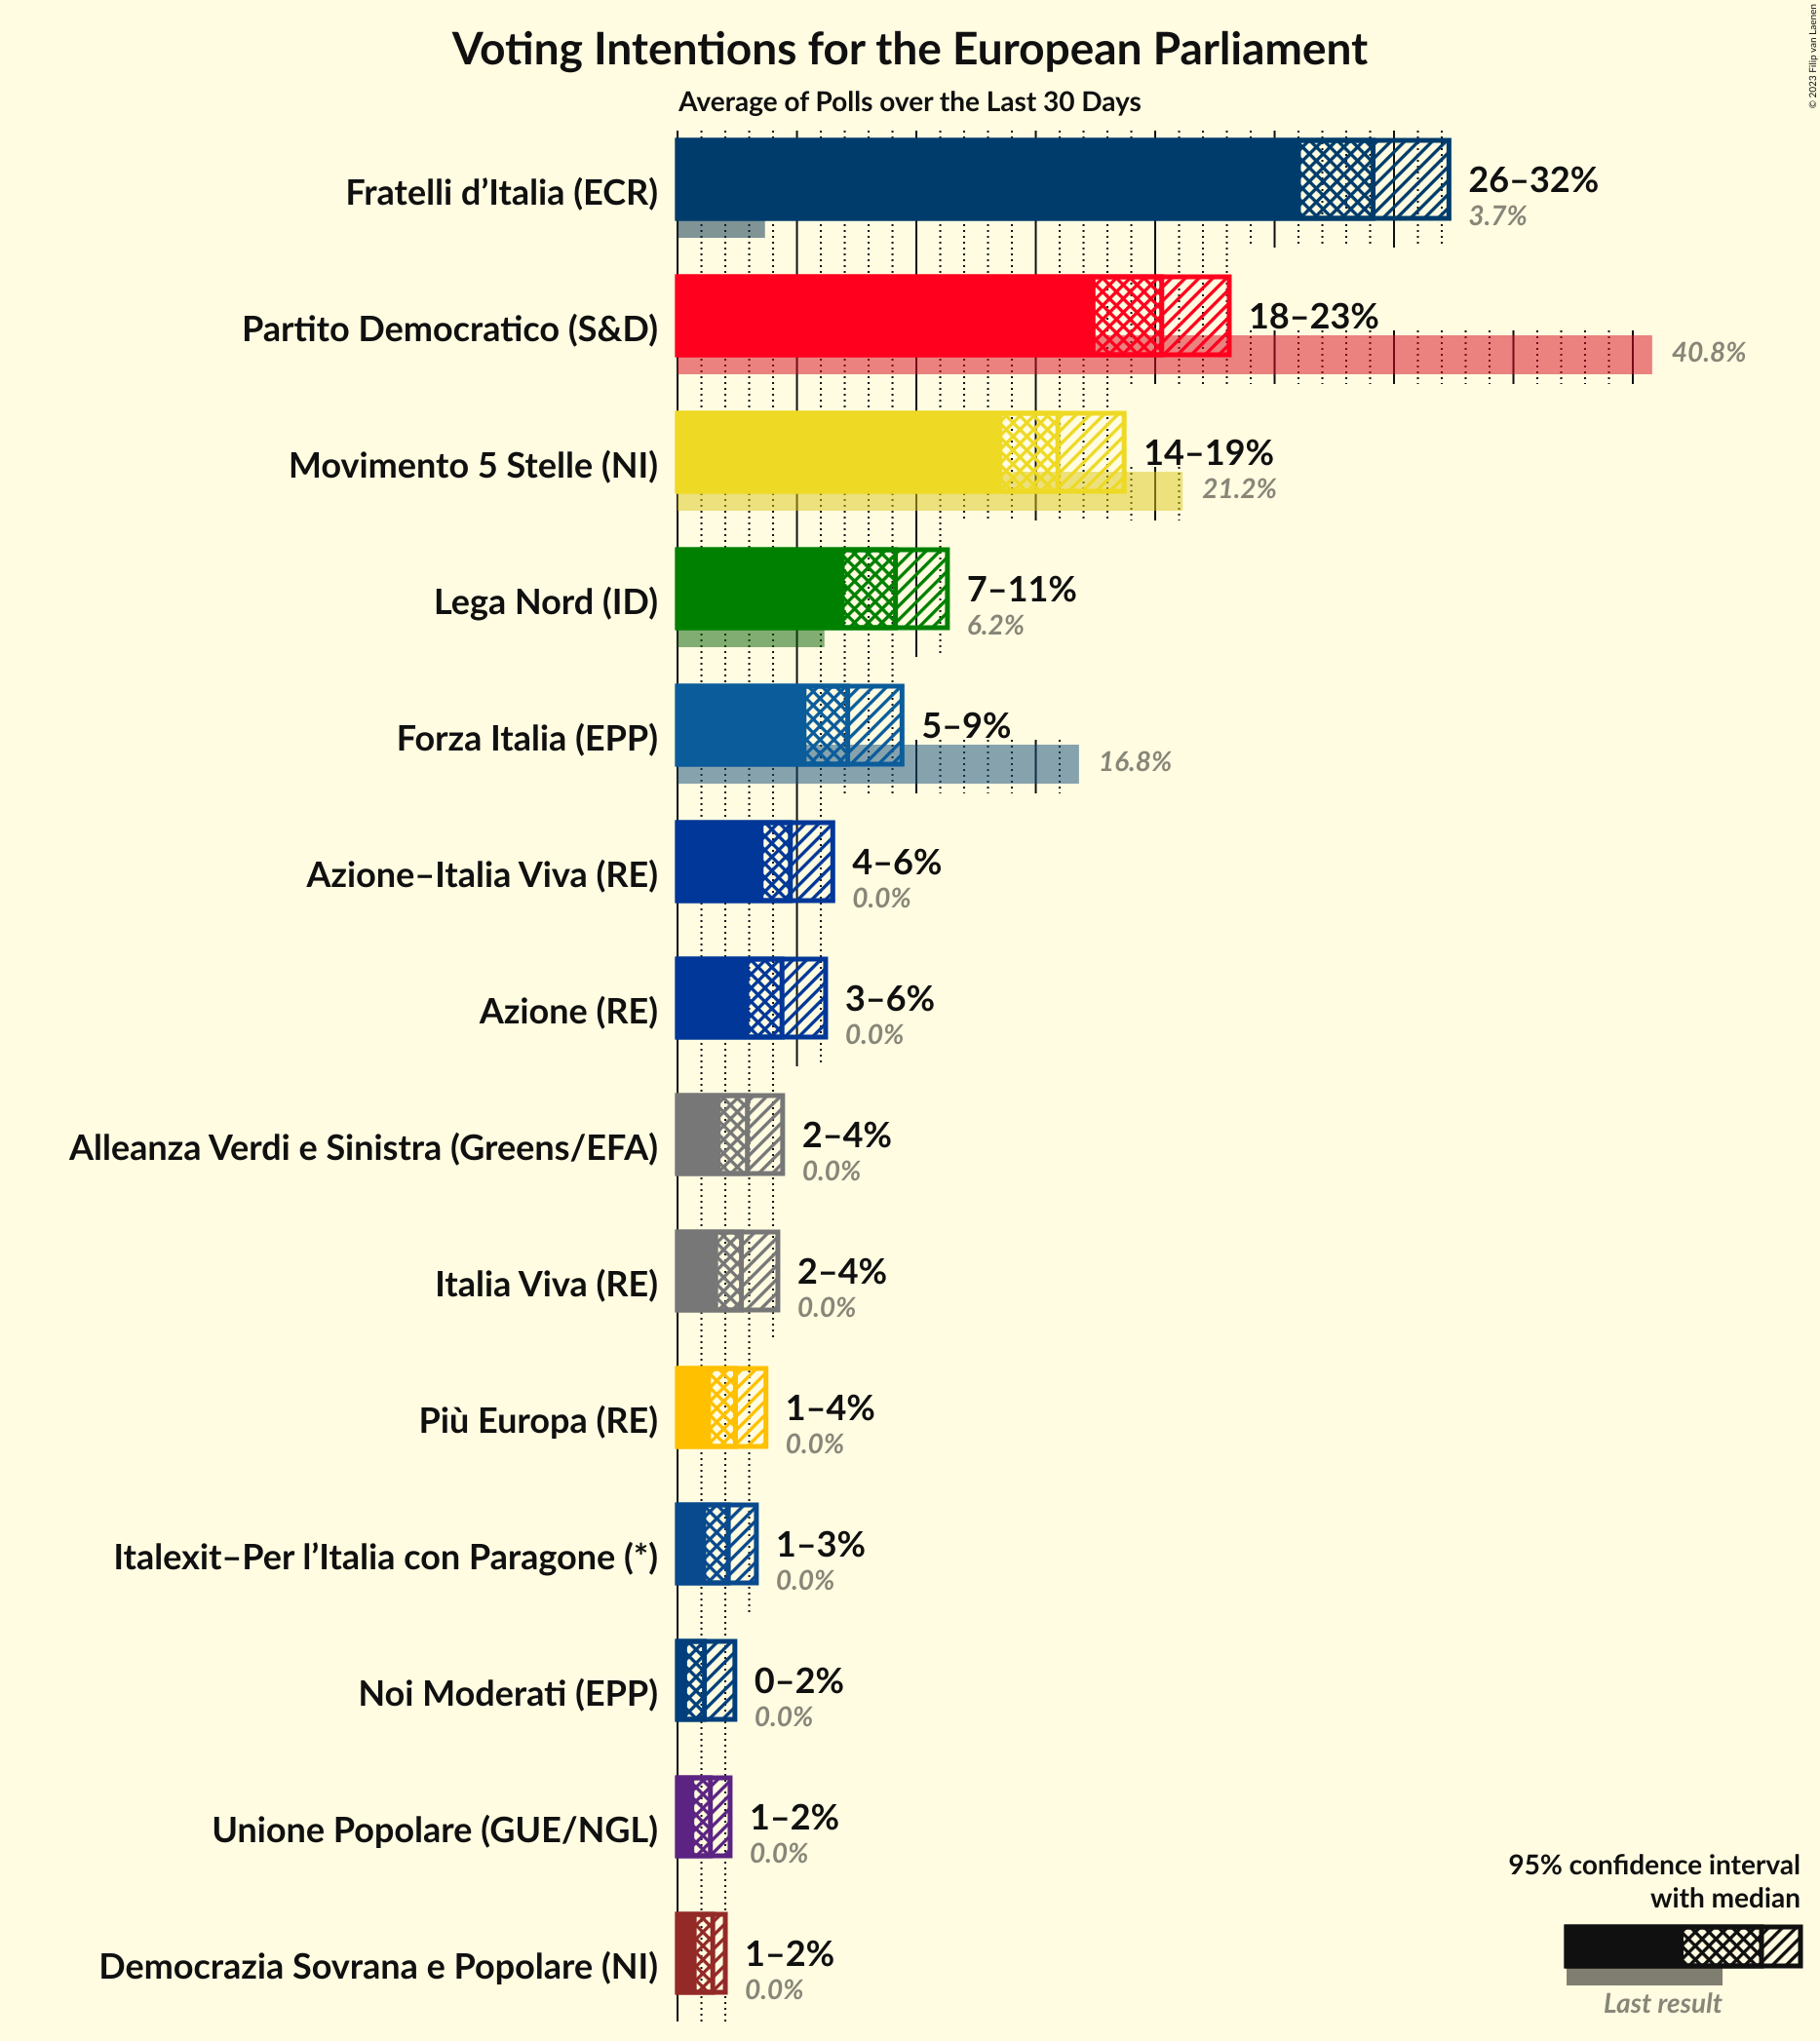 Voting Intentions for the European Parliament
Average of Polls over the Last 30 Days
© 2023 Filip van Laenen
Fratelli d’Italia (ECR)
26–32%
3.7%
Partito Democratico (S&D)
18–23%
40.8%
Movimento 5 Stelle (NI)
14–19%
21.2%
Lega Nord (ID)
7–11%
6.2%
Forza Italia (EPP)
5–9%
16.8%
Azione–Italia Viva (RE)
4–6%
0.0%
Azione (RE)
3–6%
0.0%
Alleanza Verdi e Sinistra (Greens/EFA)
2–4%
0.0%
Italia Viva (RE)
2–4%
0.0%
Più Europa (RE)
1–4%
0.0%
Italexit–Per l’Italia con Paragone (*)
1–3%
0.0%
Noi Moderati (EPP)
0–2%
0.0%
Unione Popolare (GUE/NGL)
1–2%
0.0%
Democrazia Sovrana e Popolare (NI)
1–2%
0.0%
95% confidence interval
with median
Last result